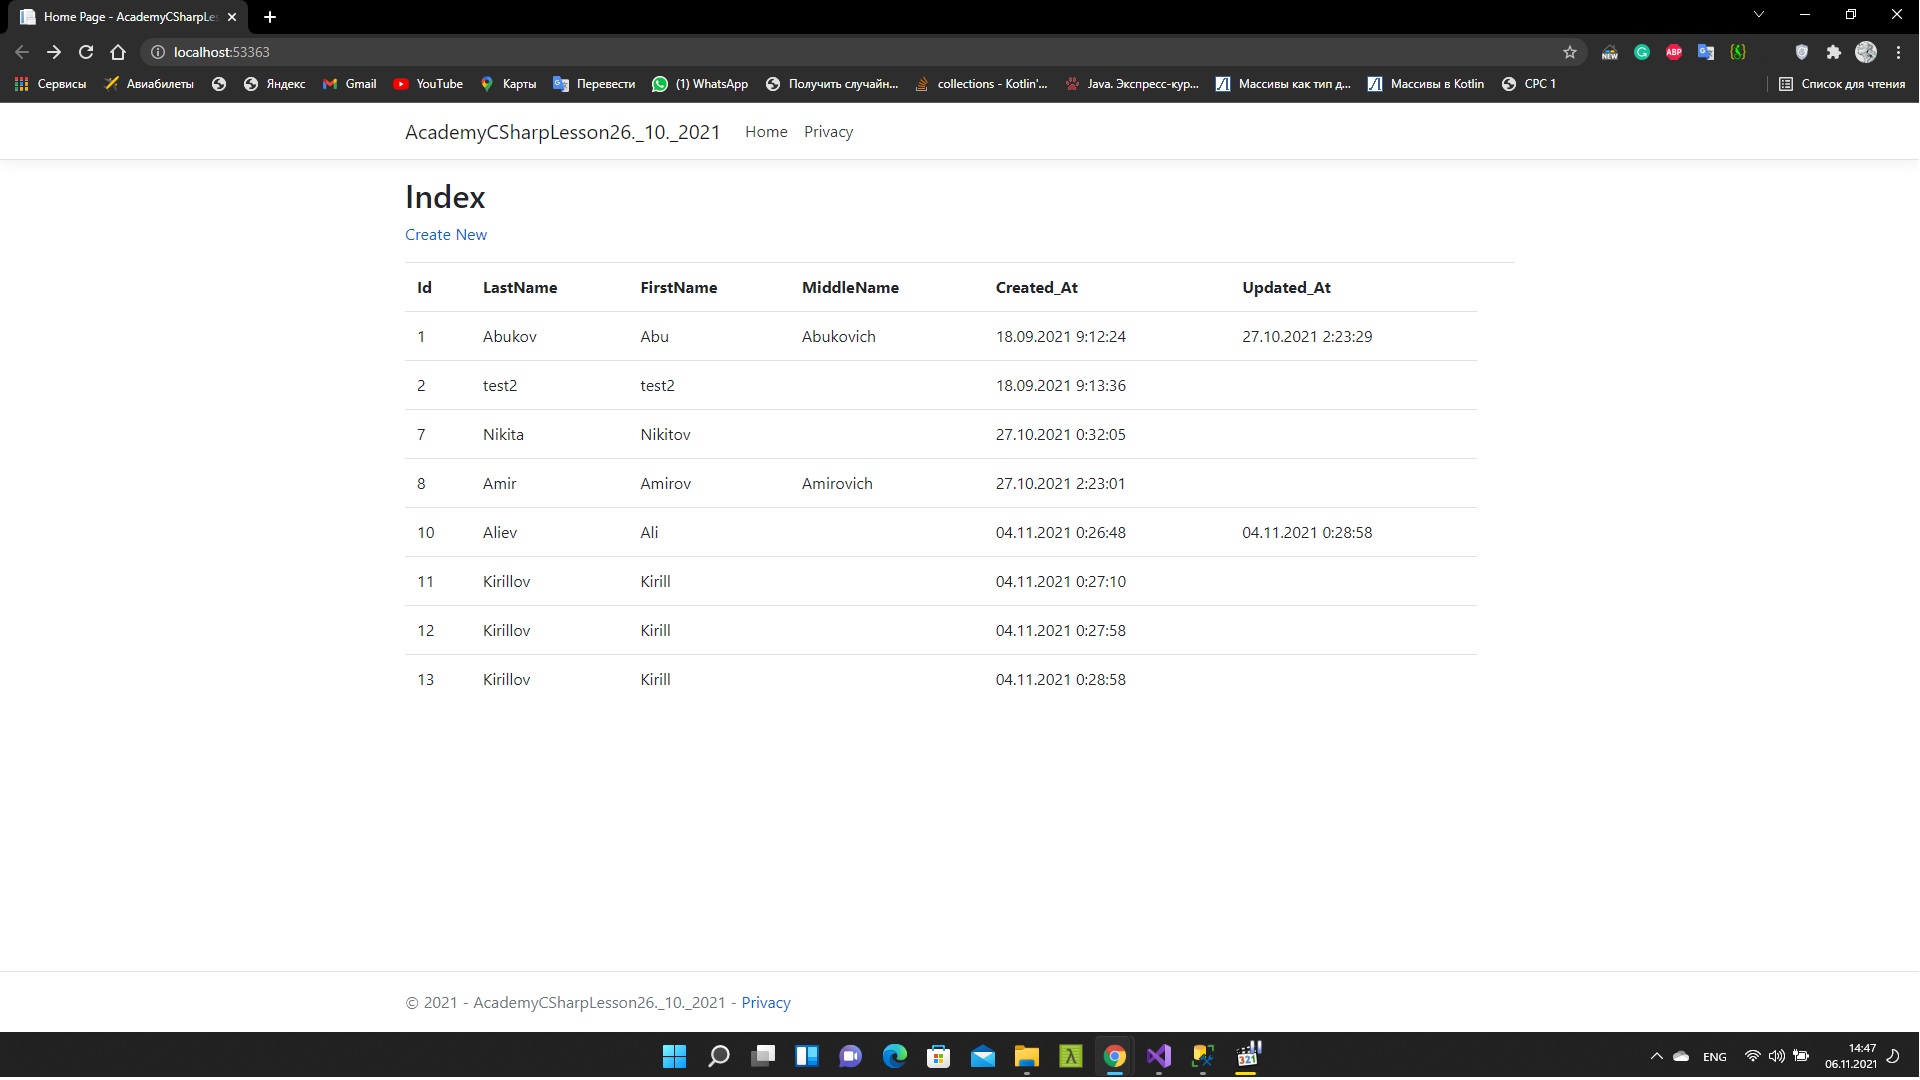 Home Page - AcademyCSharpLes
localhost:53363
Сервисы Авиабилеты Яндекс Gmail YouTube Карты Перевести (1) WhatsApp Получить случайн... collections - Kotlin'... Java. Экспресс-кур... Массивы как тип д... Массивы в Kotlin СРС 1 Список для чтения
AcademyCSharpLesson26._10._2021 Home Privacy
Index
Create New
Id LastName FirstName MiddleName Created_At Updated_At
1 Abukov Abu Abukovich 18.09.2021 9:12:24 27.10.2021 2:23:29
2 test2 test2 18.09.2021 9:13:36
7 Nikita Nikitov 27.10.2021 0:32:05
8 Amir Amirov Amirovich 27.10.2021 2:23:01
10 Aliev Ali 04.11.2021 0:26:48 04.11.2021 0:28:58
11 Kirillov Kirill 04.11.2021 0:27:10
12 Kirillov Kirill 04.11.2021 0:27:58
13 Kirillov Kirill 04.11.2021 0:28:58
© 2021 - AcademyCSharpLesson26._10._2021 - Privacy
ENG 14:47
06.11.2021
NEW
ABP
321